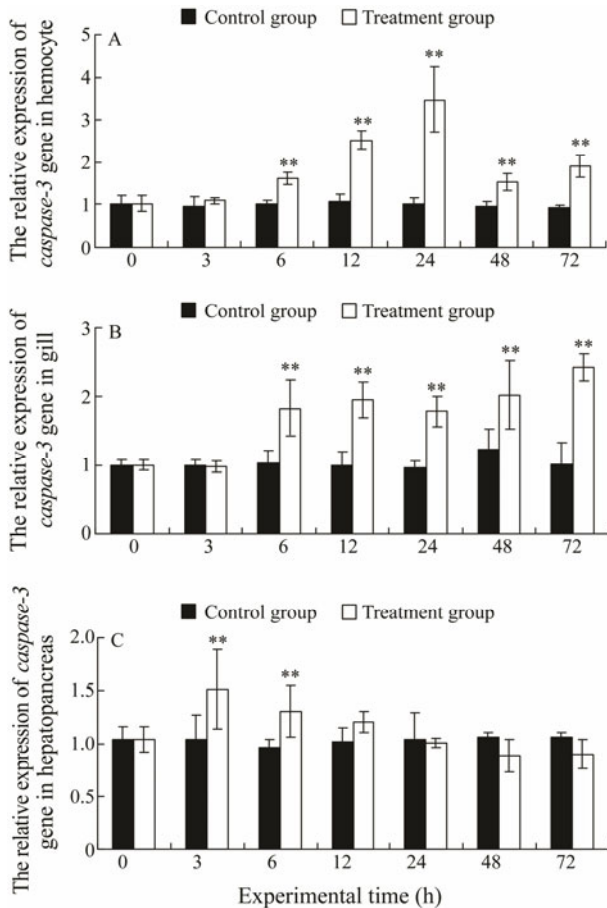 Control group Treatment group
A
The relative expression of
caspase-3 gene in hemocyte
5
4
3
2
1
0
** ** ** ** **
0 3 6 12 24 48 72
Control group Treatment group
B
The relative expression of
caspase-3 gene in gill
3
2
1
0
** ** ** ** **
0 3 6 12 24 48 72
Control group Treatment group
C
The relative expression of caspase-3
gene in hepatopancreas
2.0
1.5
1.0
0.5
0
** **
0 3 6 12 24 48 72
Experimental time (h)